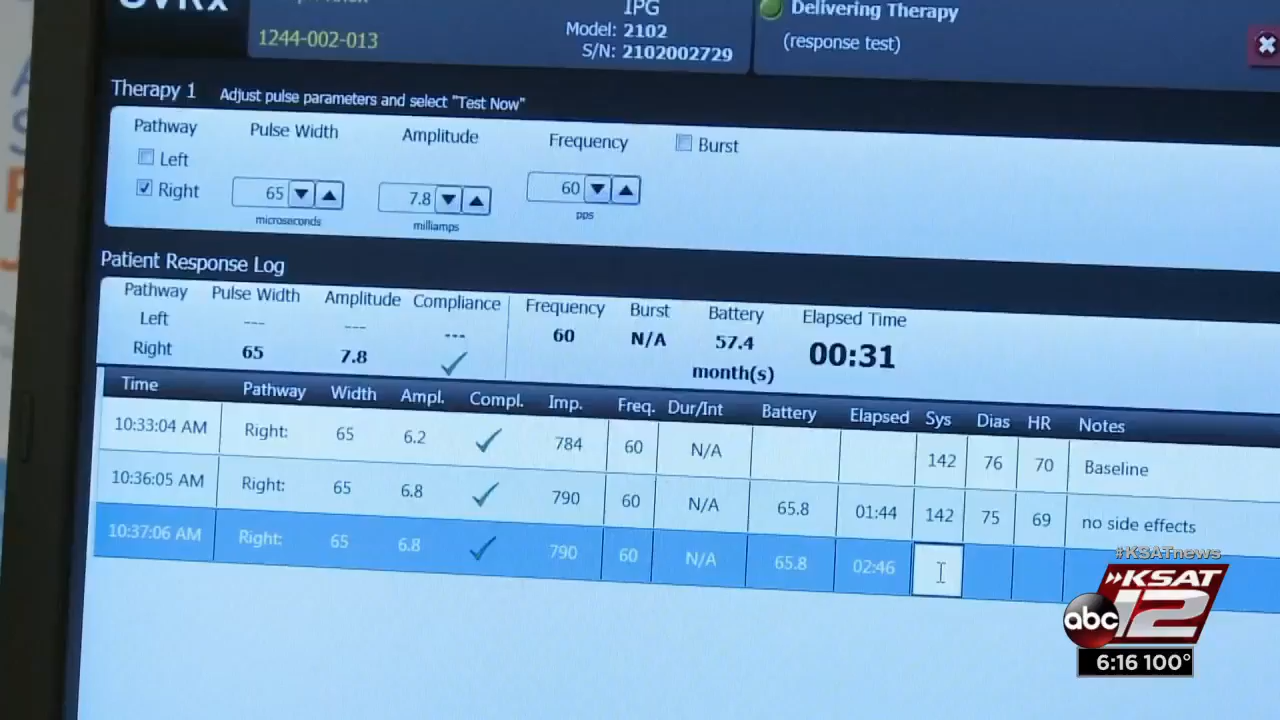 CVRx
IPG
Model: 2102
S/N: 2102002729
1244-002-013
Delivering Therapy
(response test)
Therapy 1 Adjust pulse parameters and select "Test Now"
Pathway Pulse Width Amplitude Frequency Burst
Left
Right 65 7.8 60
microseconds milliamps pps
Patient Response Log
Pathway Pulse Width Amplitude Compliance Frequency Burst Battery Elapsed Time
Left --- --- --- 60 N/A 57.4 00:31
Right 65 7.8 ✓ month(s)
Time Pathway Width Ampl. Compl. Imp. Freq. Dur/Int Battery Elapsed Sys Dias HR Notes
10:33:04 AM Right: 65 6.2 ✓ 784 60 N/A 142 76 70 Baseline
10:36:05 AM Right: 65 6.8 ✓ 790 60 N/A 65.8 01:44 142 75 69 no side effects
10:37:06 AM Right: 65 6.8 ✓ 790 60 N/A 65.8 02:46
#KSATnews
KSAT
abc 12
6:16 100°